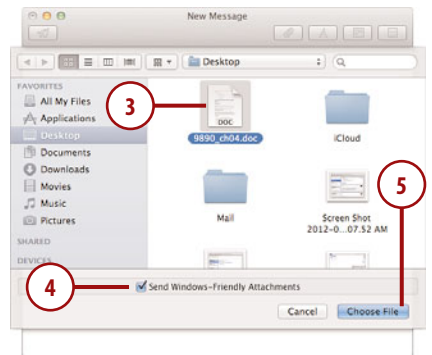 New Message
Desktop
FAVORITES
All My Files
Applications
Desktop
Documents
Downloads
Movies
Music
Pictures
SHARED
DEVICES
3
DOC
9890_ch04.doc
iCloud
Mail
5
Screen Shot
2012-0...07.52 AM
4
Send Windows-Friendly Attachments
Cancel
Choose File